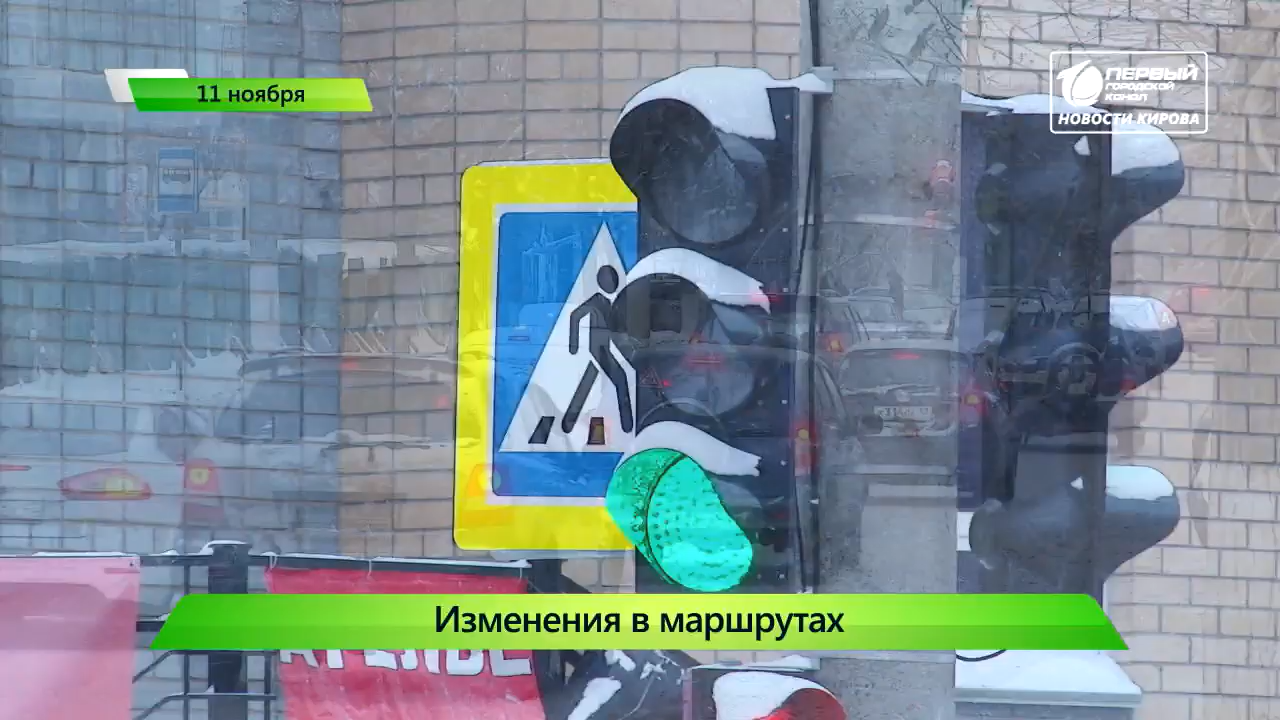 11 ноября
ПЕРВЫЙ
ГОРОДСКОЙ
КАНАЛ
НОВОСТИ КИРОВА
Изменения в маршрутах